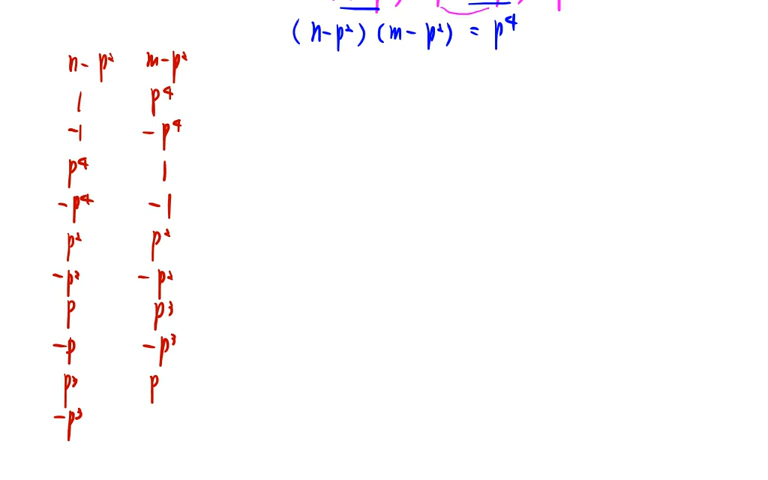 (n-p²)(m-p²) = p⁴
n-p² m-p²
1 p⁴
-1 -p⁴
p⁴ 1
-p⁴ -1
p² p²
-p² -p²
p p³
-p -p³
p³ p
-p³